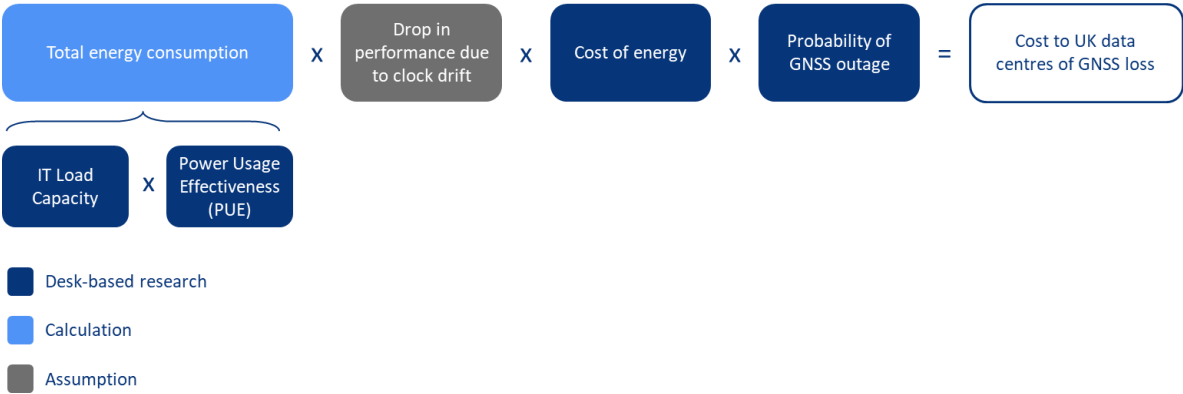 Total energy consumption
x
Drop in
performance due
to clock drift
x
Cost of energy
x
Probability of
GNSS outage
=
Cost to UK data
centres of GNSS loss
IT Load
Capacity
x
Power Usage
Effectiveness
(PUE)
Desk-based research
Calculation
Assumption